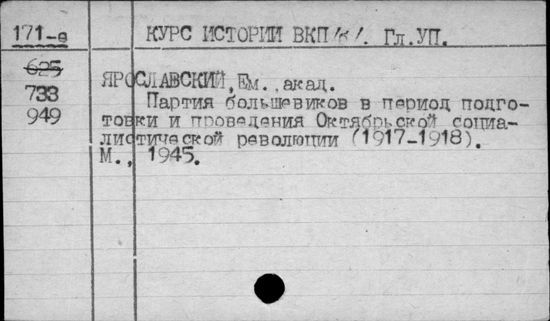 171-а КУРС ИСТОРИИ ВКП/б/. Гл.УП.
625
ЯРОСЛАВСКИЙ, Ем., акад.
733 Партия большевиков в период подго-
949 товки и проведения Октябрьской социа-
листической революции (1917-1918).
М., 1945.